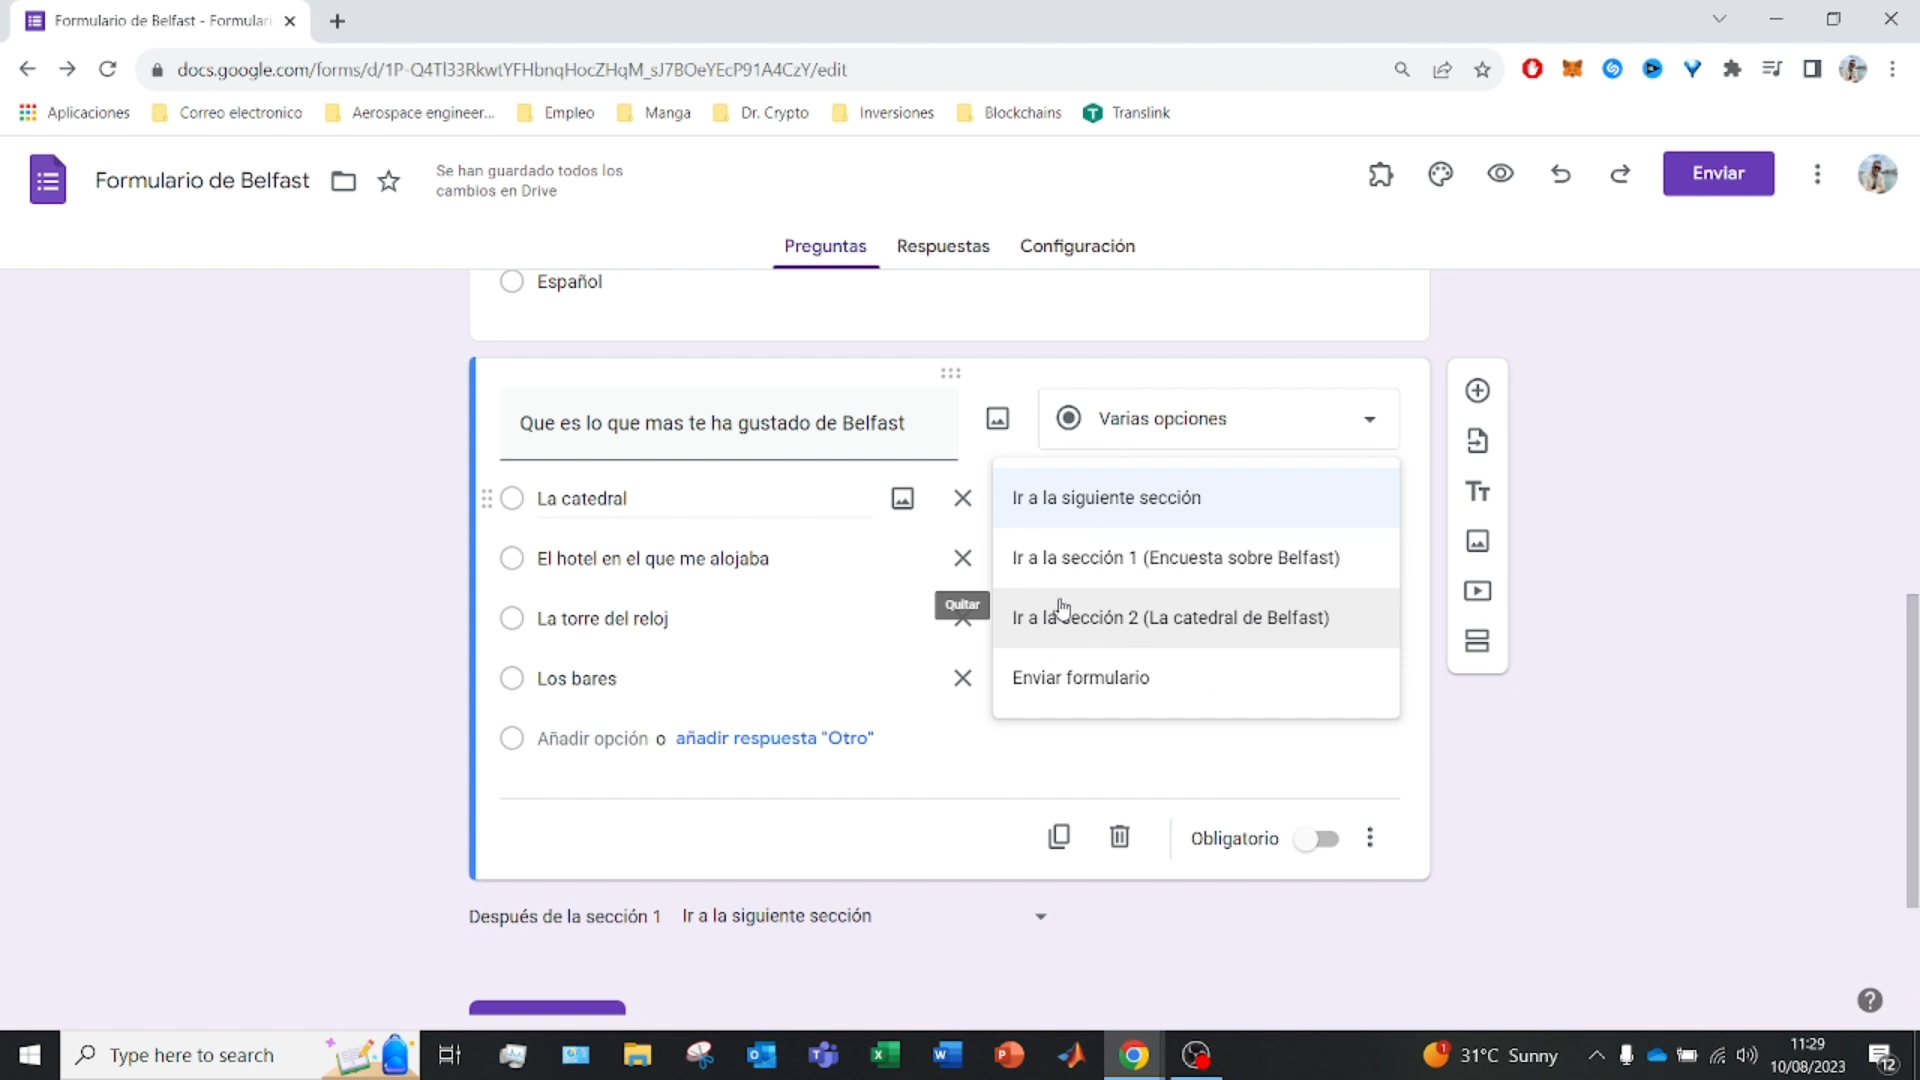 Formulario de Belfast - Formulari
docs.google.com/forms/d/1P-Q4Tl33RkwtYFHbnqHocZHqM_sJ7BOeYEcP91A4CzY/edit
Aplicaciones Correo electronico Aerospace engineer... Empleo Manga Dr. Crypto Inversiones Blockchains Translink
Formulario de Belfast
Se han guardado todos los
cambios en Drive
Enviar
Preguntas Respuestas Configuración
Español
Que es lo que mas te ha gustado de Belfast
Varias opciones
La catedral
Ir a la siguiente sección
El hotel en el que me alojaba
Ir a la sección 1 (Encuesta sobre Belfast)
Quitar
La torre del reloj
Ir a la sección 2 (La catedral de Belfast)
Los bares
Enviar formulario
Añadir opción o añadir respuesta "Otro"
Obligatorio
Después de la sección 1 Ir a la siguiente sección
Type here to search
31°C Sunny
11:29
10/08/2023
12